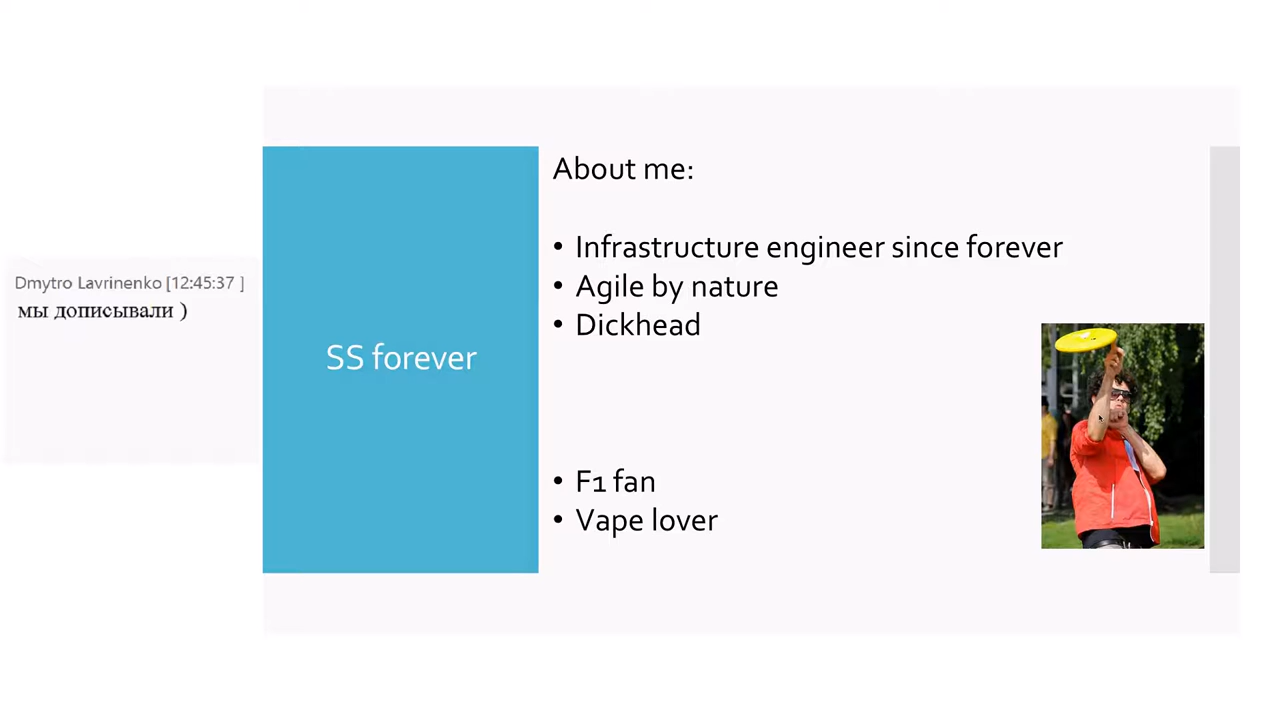 Dmytro Lavrinenko [12:45:37 ]
мы дописывали )
SS forever
About me:
• Infrastructure engineer since forever
• Agile by nature
• Dickhead
• F1 fan
• Vape lover